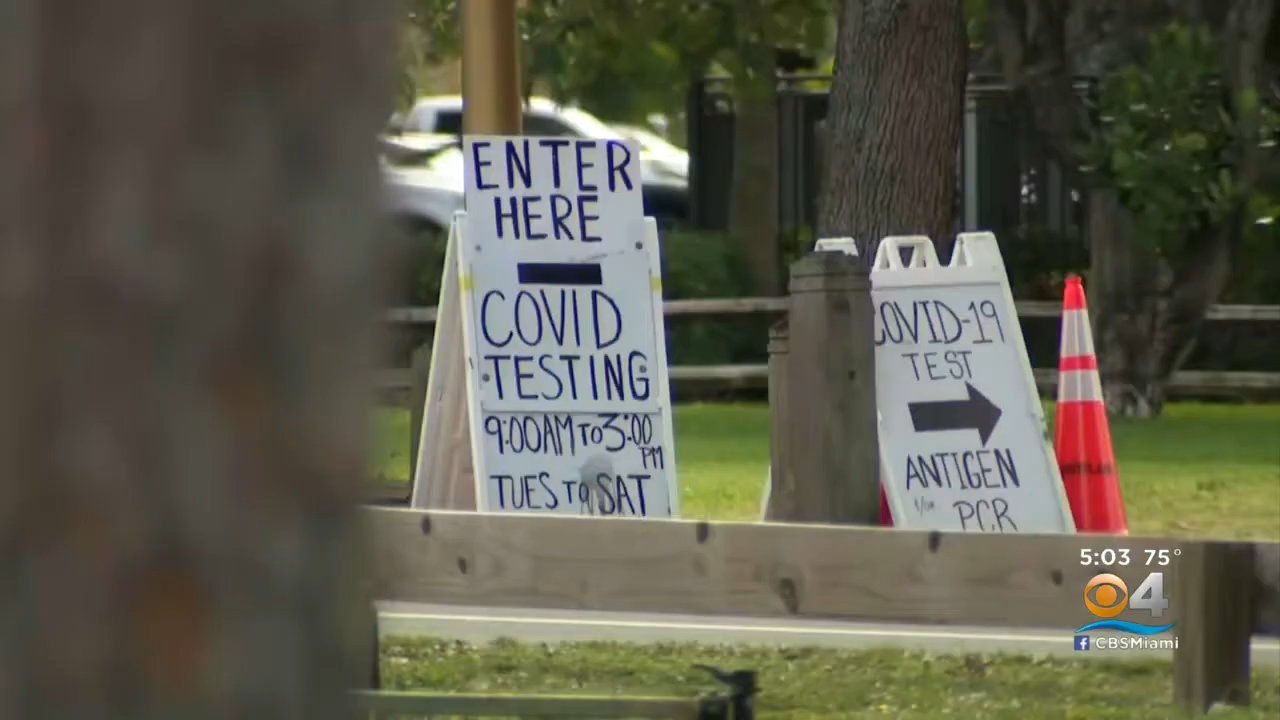 ENTER
HERE
COVID
TESTING
9:00AM TO 3:00
PM
TUES TO SAT
COVID-19
TEST
ANTIGEN
PCR
5:03 75°
4
CBSMiami